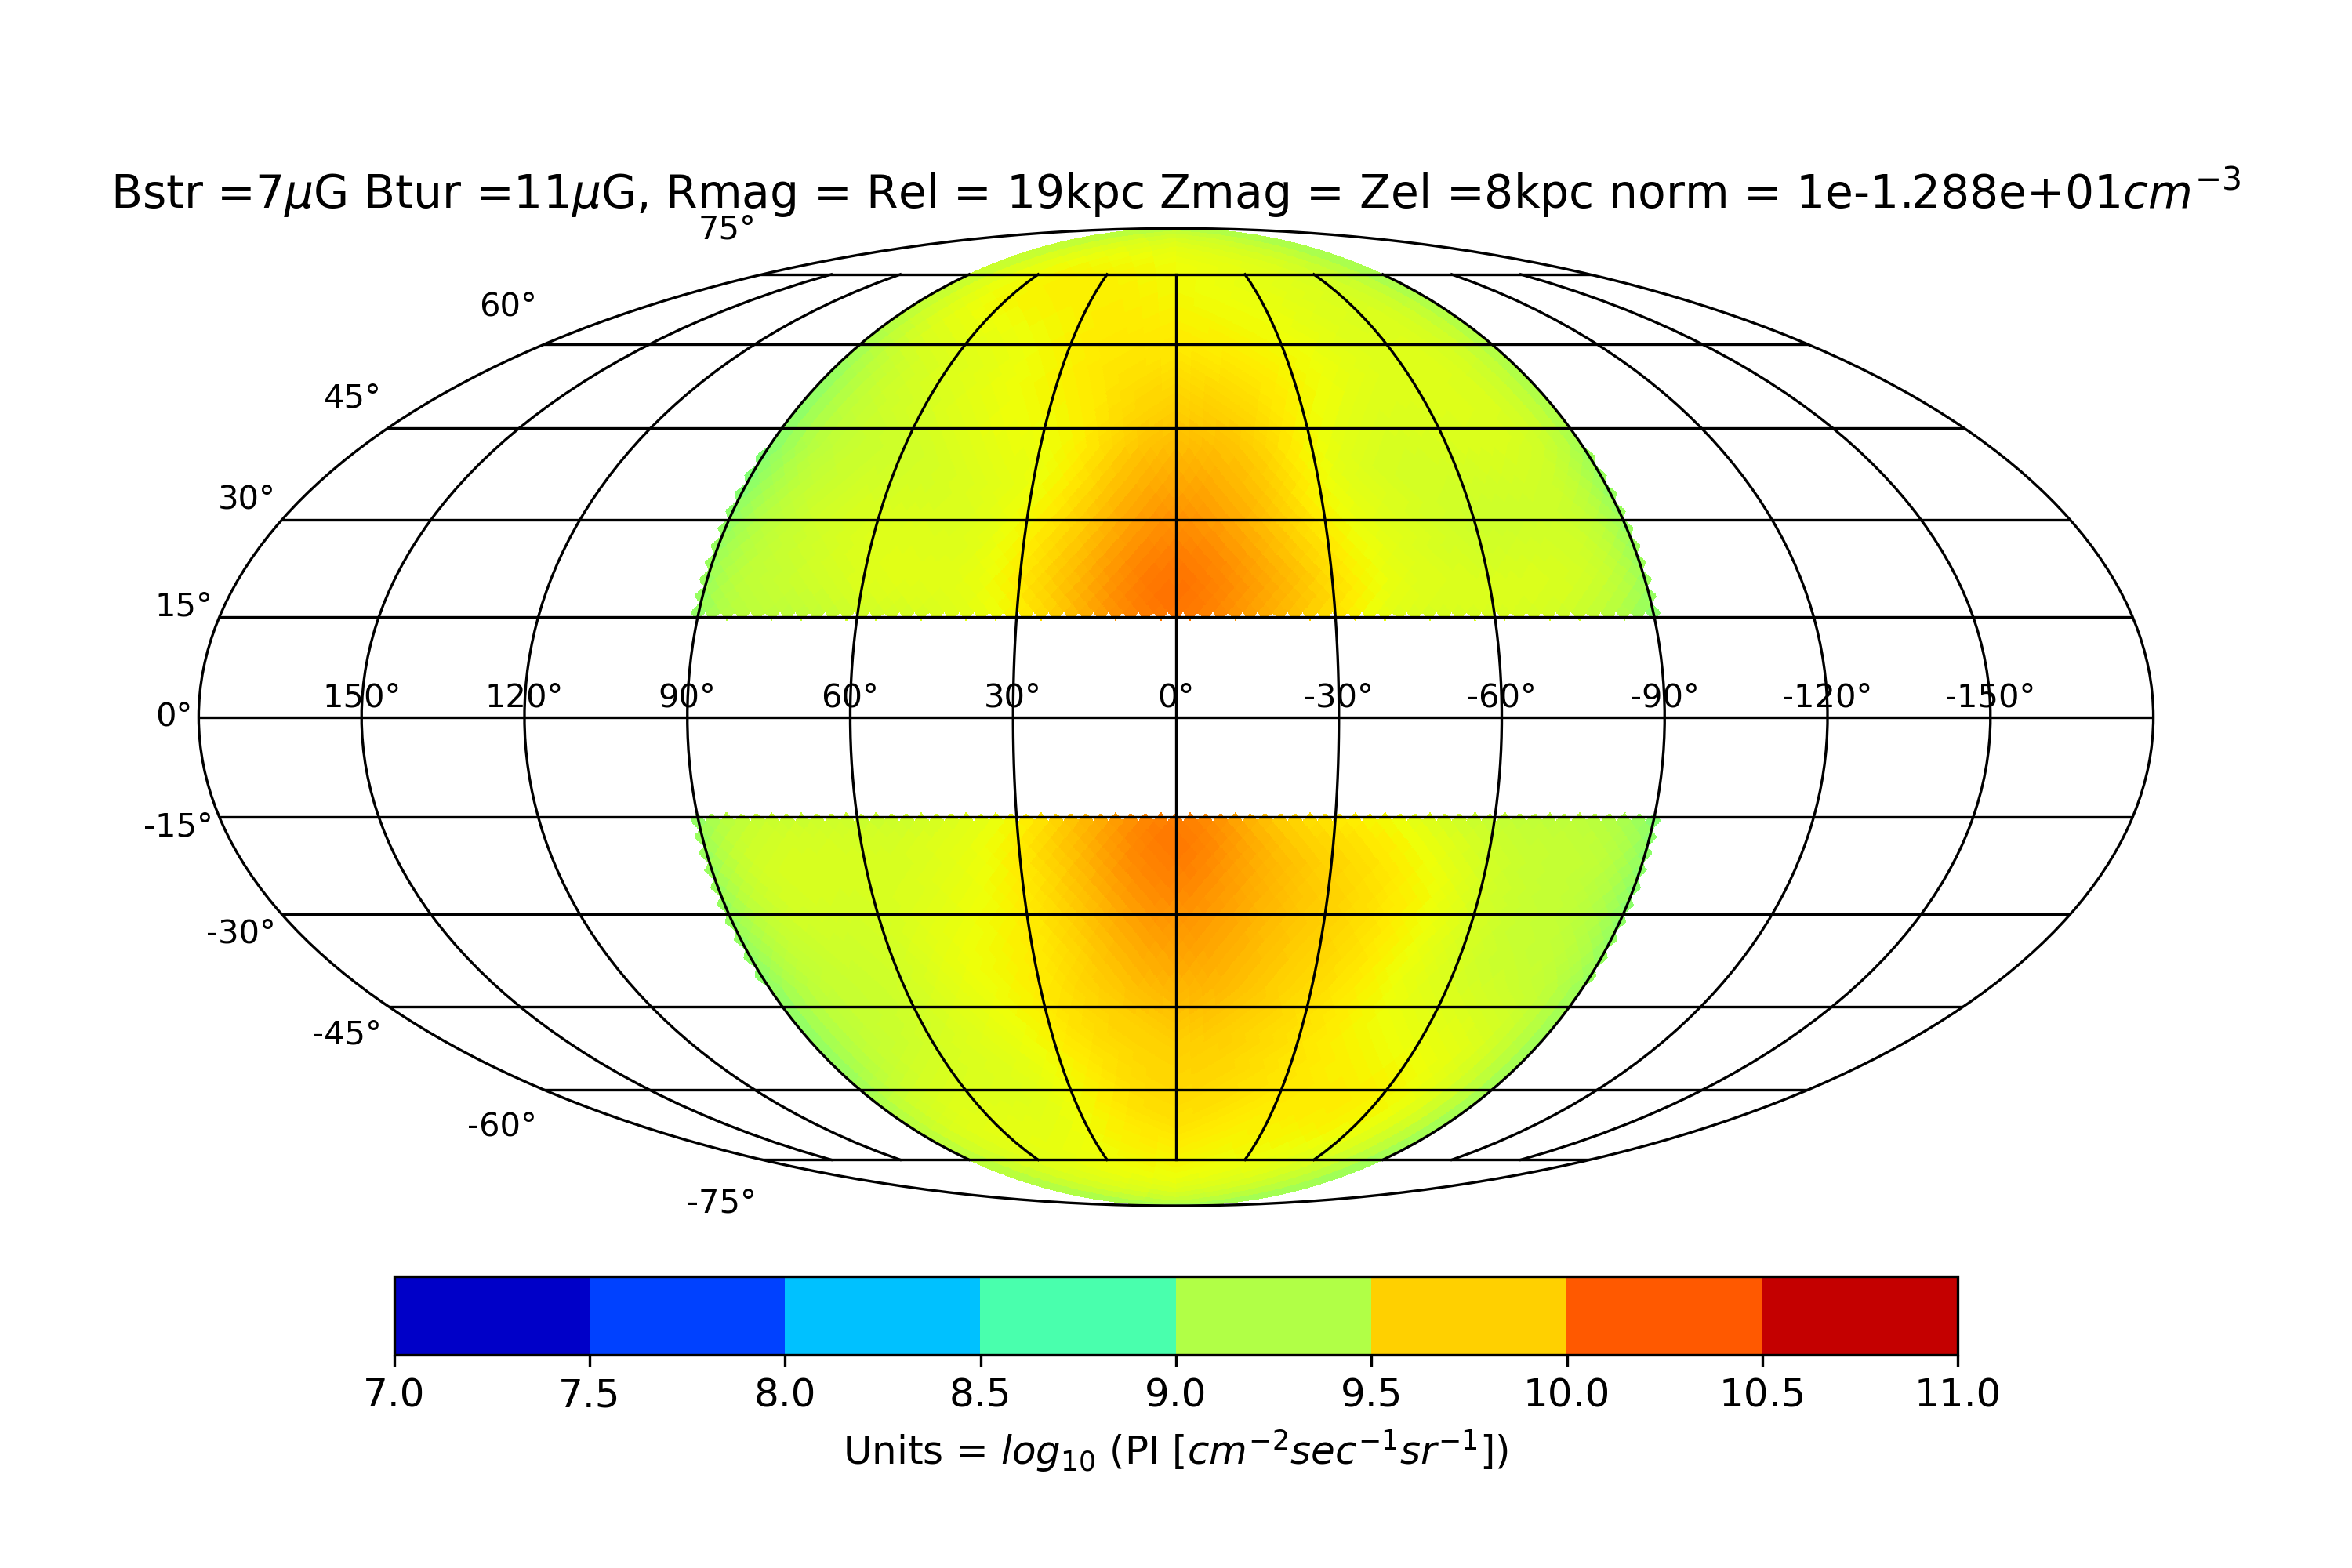 Bstr =7μG Btur =11μG, Rmag = Rel = 19kpc Zmag = Zel =8kpc norm = 1e-1.288e+01cm⁻³
75°
60°
45°
30°
15°
150° 120° 90° 60° 30° 0° -30° -60° -90° -120° -150°
0°
-15°
-30°
-45°
-60°
-75°
7.0 7.5 8.0 8.5 9.0 9.5 10.0 10.5 11.0
Units = log₁₀ (PI [cm⁻²sec⁻¹sr⁻¹])